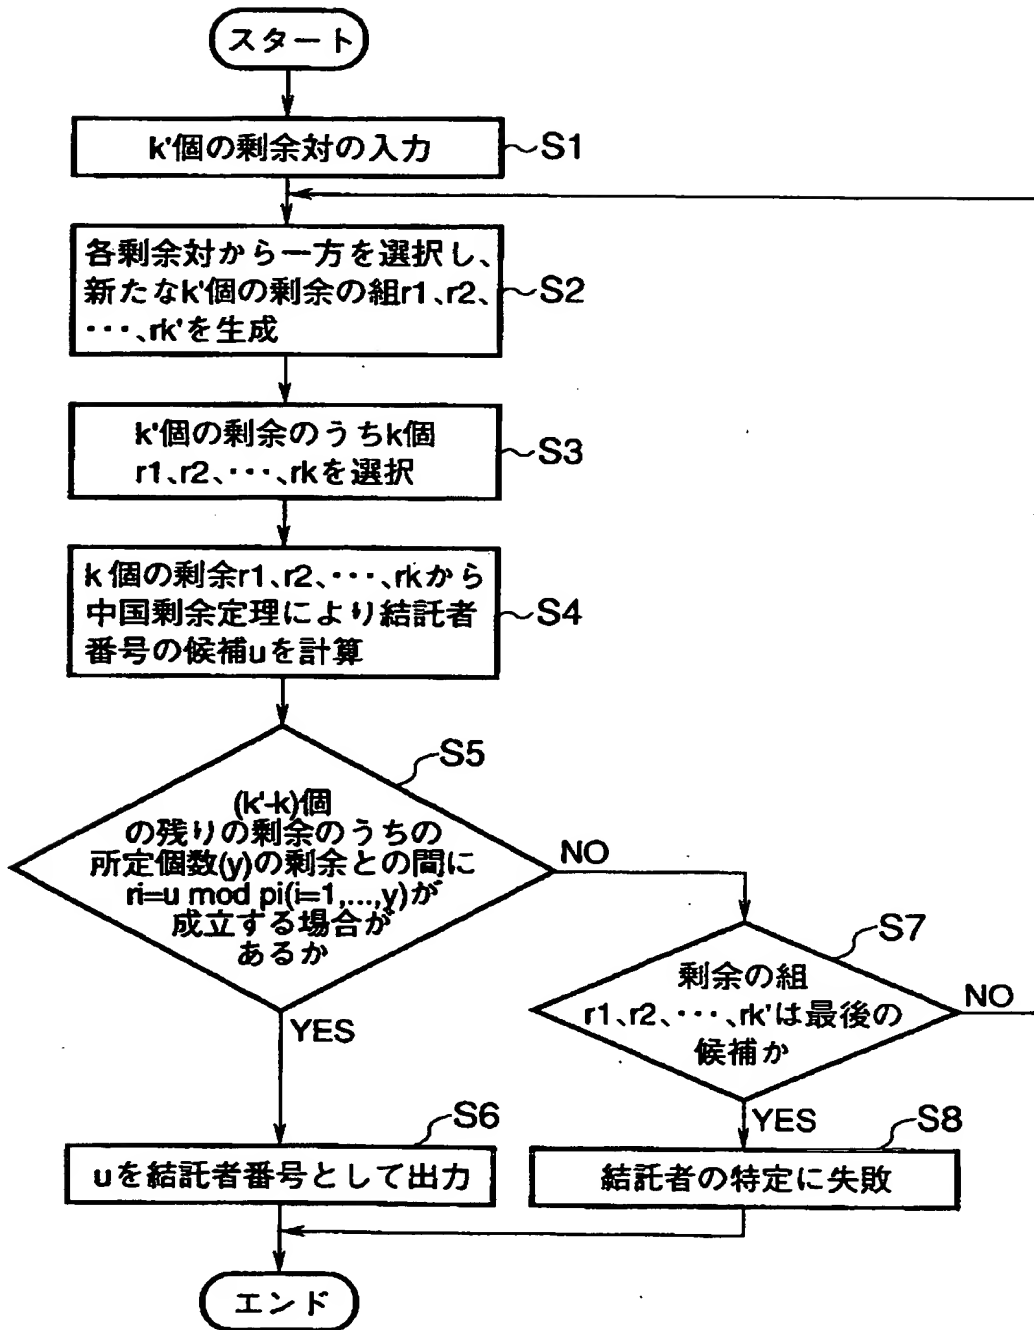 スタート
k'個の剰余対の入力
S1
各剰余対から一方を選択し、
新たなk'個の剰余の組r1、r2、
・・・、rk'を生成
S2
k'個の剰余のうちk個
r1、r2、・・・、rkを選択
S3
k個の剰余r1、r2、・・・、rkから
中国剰余定理により結託者
番号の候補uを計算
S4
S5
(k'-k)個
の残りの剰余のうちの
所定個数(y)の剰余との間に
ri=u mod pi(i=1,...,y)が
成立する場合が
あるか
NO
YES
S7
剰余の組
r1、r2、・・・、rk'は最後の
候補か
NO
YES
S6
uを結託者番号として出力
S8
結託者の特定に失敗
エンド